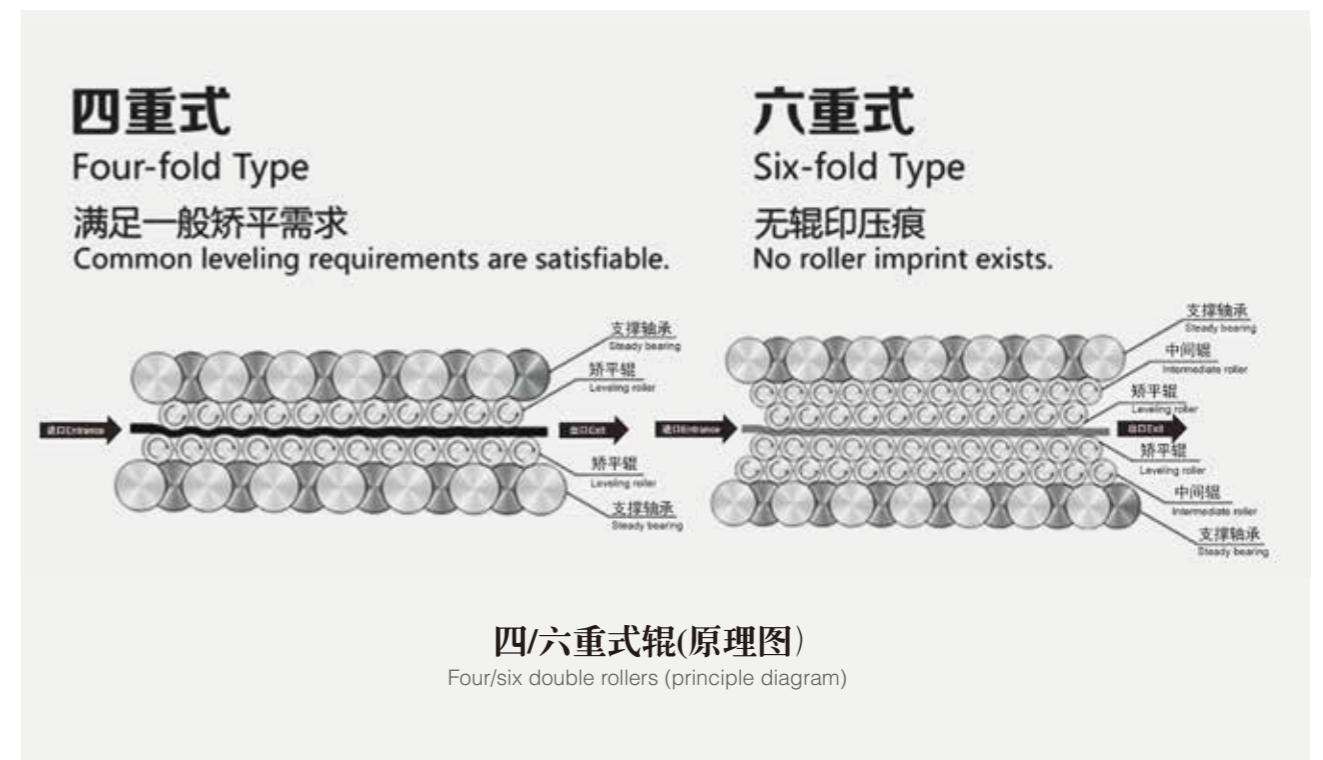 四重式
Four-fold Type
满足一般矫平需求
Common leveling requirements are satisfiable.
支撑轴承
Steady bearing
矫平辊
Leveling roller
进口Entrance
出口Exit
矫平辊
Leveling roller
支撑轴承
Steady bearing
六重式
Six-fold Type
无辊印压痕
No roller imprint exists.
支撑轴承
Steady bearing
中间辊
Intermediate roller
矫平辊
Leveling roller
进口Entrance
出口Exit
矫平辊
Leveling roller
中间辊
Intermediate roller
支撑轴承
Steady bearing
四/六重式辊(原理图）
Four/six double rollers (principle diagram)